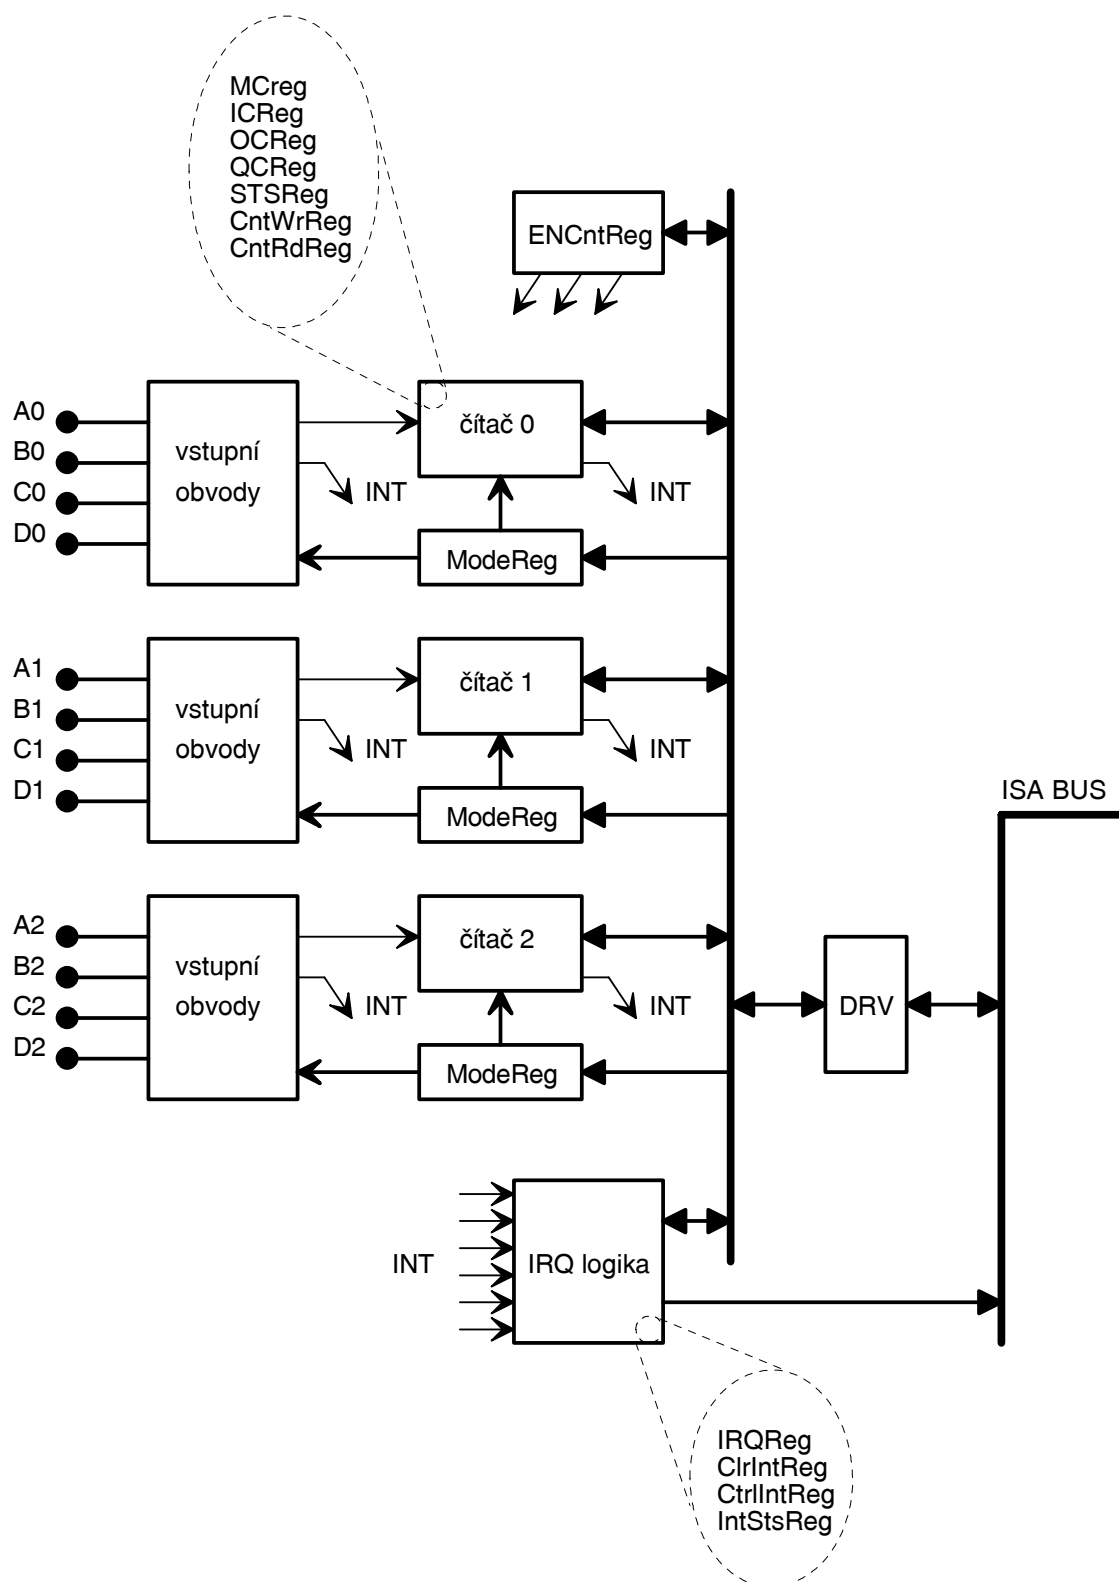 MCreg
ICReg
OCReg
QCReg
STSReg
CntWrReg
CntRdReg
ENCntReg
A0
B0
C0
D0
vstupní
obvody
INT
čítač 0
INT
ModeReg
A1
B1
C1
D1
vstupní
obvody
INT
čítač 1
INT
ModeReg
ISA BUS
A2
B2
C2
D2
vstupní
obvody
INT
čítač 2
INT
ModeReg
DRV
INT
IRQ logika
IRQReg
ClrIntReg
CtrlIntReg
IntStsReg